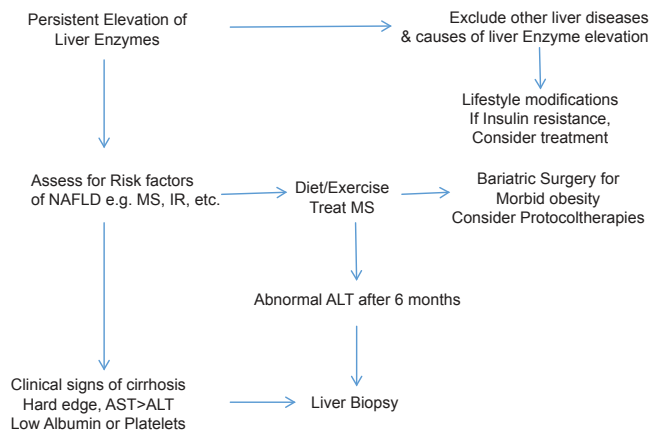 Persistent Elevation of
Liver Enzymes
Exclude other liver diseases
& causes of liver Enzyme elevation
Lifestyle modifications
If Insulin resistance,
Consider treatment
Assess for Risk factors
of NAFLD e.g. MS, IR, etc.
Diet/Exercise
Treat MS
Bariatric Surgery for
Morbid obesity
Consider Protocoltherapies
Abnormal ALT after 6 months
Clinical signs of cirrhosis
Hard edge, AST>ALT
Low Albumin or Platelets
Liver Biopsy